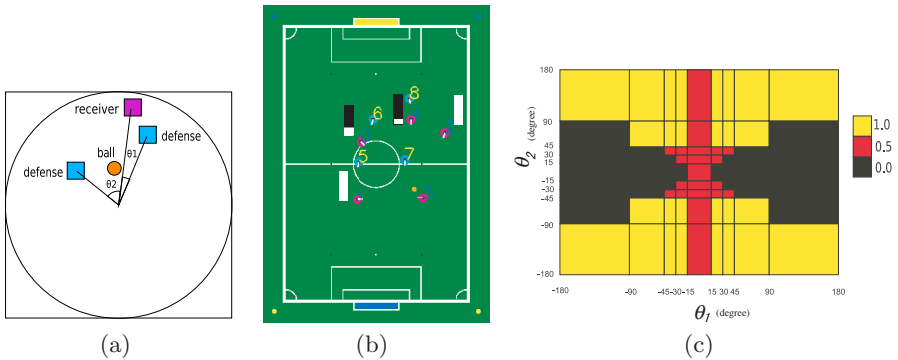 receiver
defense
ball
θ1
defense
θ2
(a)
8
6
5
7
(b)
θ2 (degree)
180
90
45
30
15
-15
-30
-45
-90
-180
-180 -90 -45 -30 -15 15 30 45 90 180
θ1 (degree)
1.0
0.5
0.0
(c)